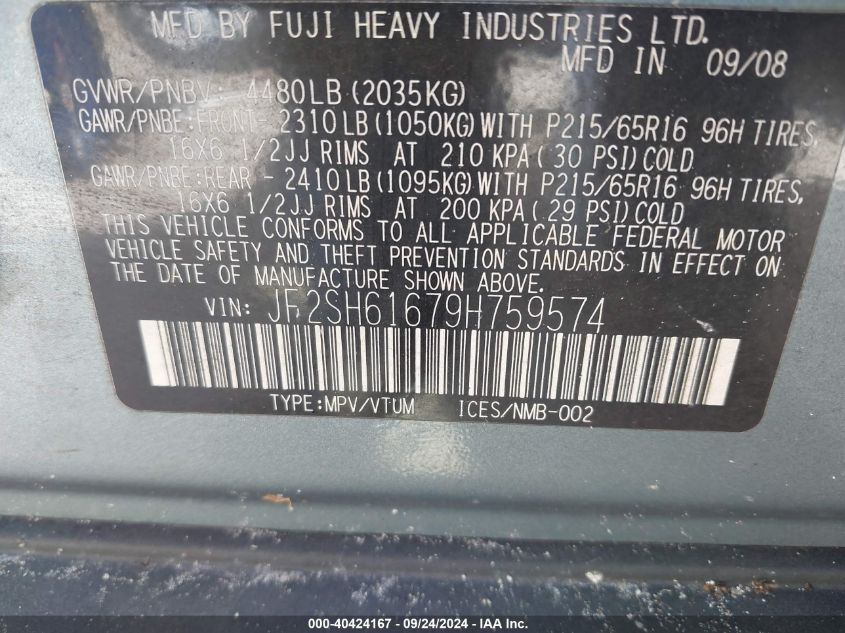 MFD BY FUJI HEAVY INDUSTRIES LTD.
MFD IN 09/08
GVWR/PNBV: 4480LB(2035KG)
GAWR/PNBE:FRONT- 2310LB(1050KG)WITH P215/65R16 96H TIRES,
16X6 1/2JJ RIMS AT 210 KPA(30 PSI)COLD
GAWR/PNBE:REAR - 2410LB(1095KG)WITH P215/65R16 96H TIRES,
16X6 1/2JJ RIMS AT 200 KPA(29 PSI)COLD
THIS VEHICLE CONFORMS TO ALL APPLICABLE FEDERAL MOTOR
VEHICLE SAFETY AND THEFT PREVENTION STANDARDS IN EFFECT ON
THE DATE OF MANUFACTURE SHOWN ABOVE.
VIN: JF2SH61679H759574
TYPE:MPV/VTUM ICES/NMB-002
000-40424167 - 09/24/2024 - IAA, Inc.